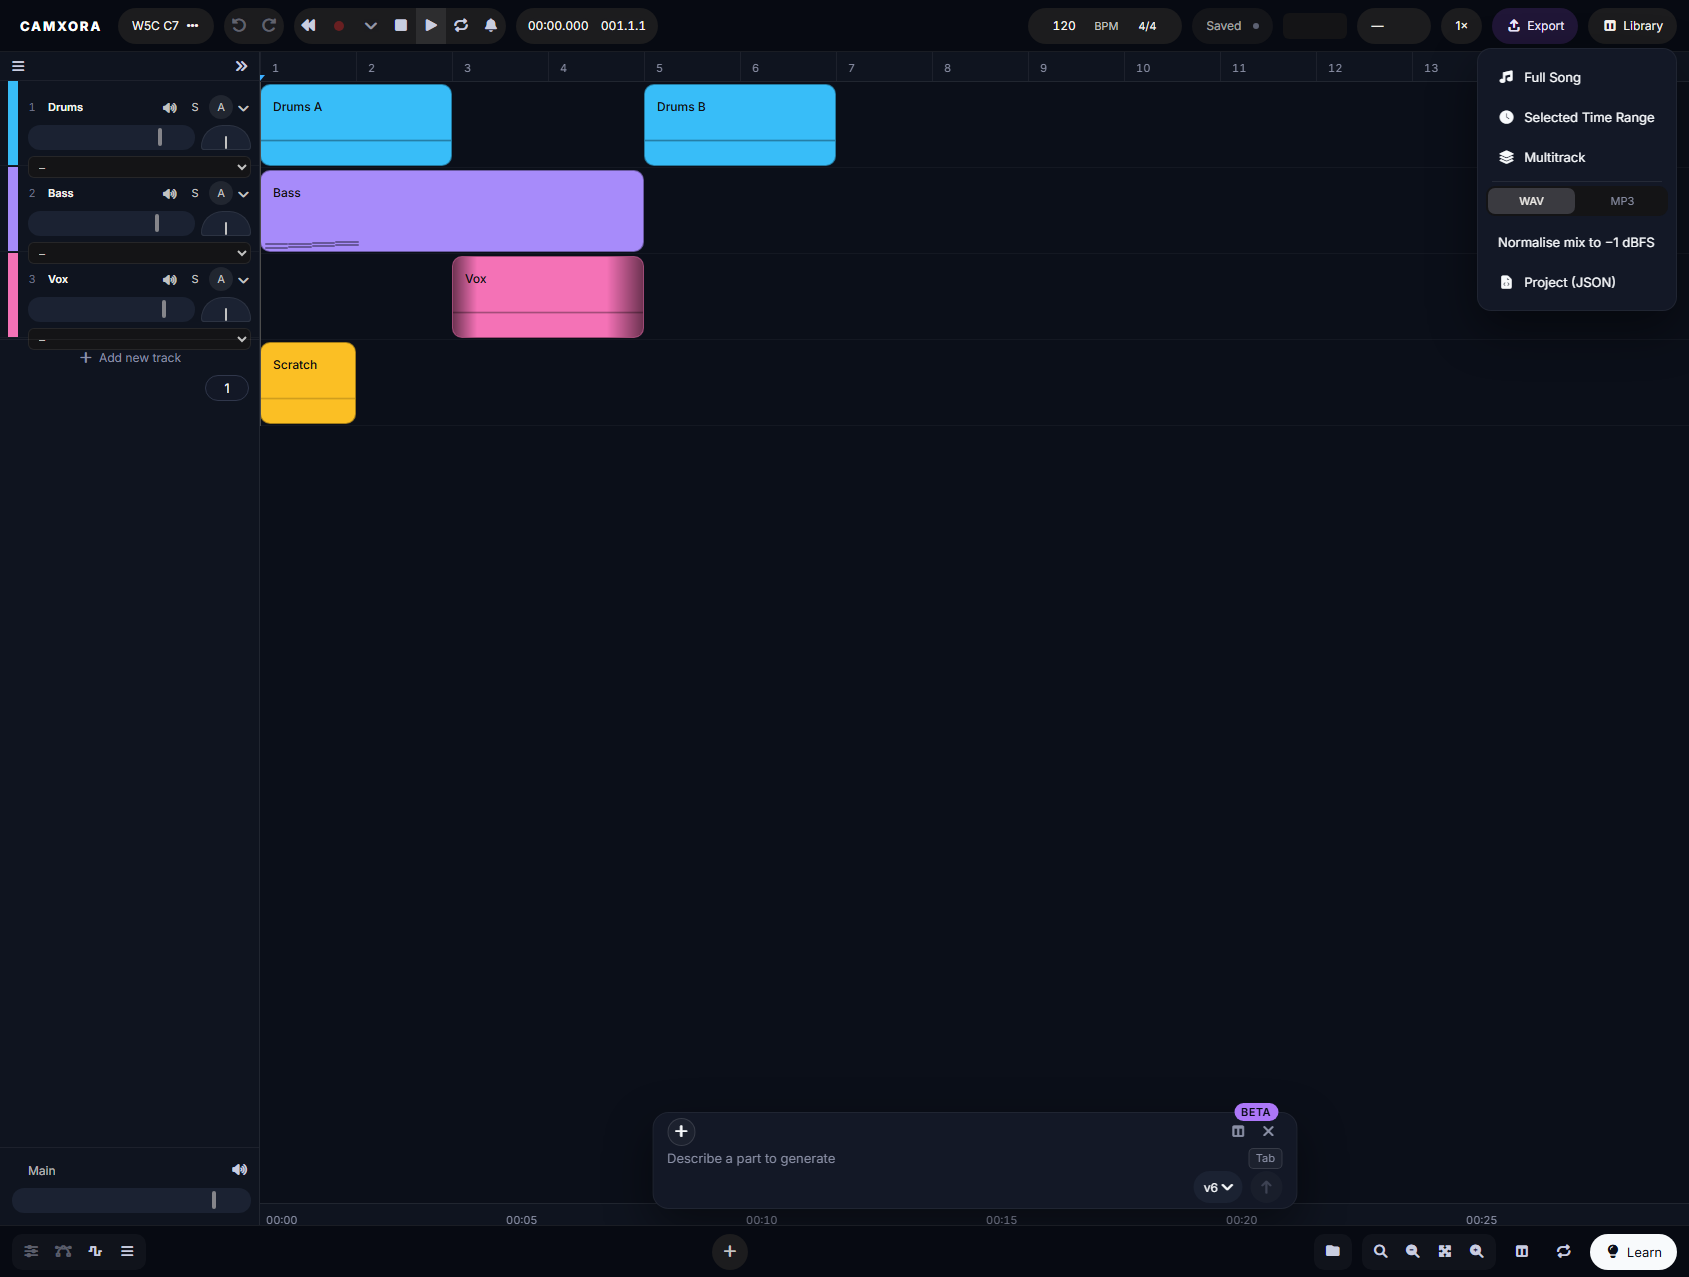 CAMXORA
W5C C7 •••
00:00.000 001.1.1
120 BPM 4/4
Saved
—
1×
Export
Library
1 2 3 4 5 6 7 8 9 10 11 12 13
Full Song
Selected Time Range
Multitrack
WAV MP3
Normalise mix to −1 dBFS
Project (JSON)
1 Drums S A
–
2 Bass S A
–
3 Vox S A
–
Add new track
1
Drums A
Drums B
Bass
Vox
Scratch
BETA
Describe a part to generate
Tab
v6
Main
00:00 00:05 00:10 00:15 00:20 00:25
Learn